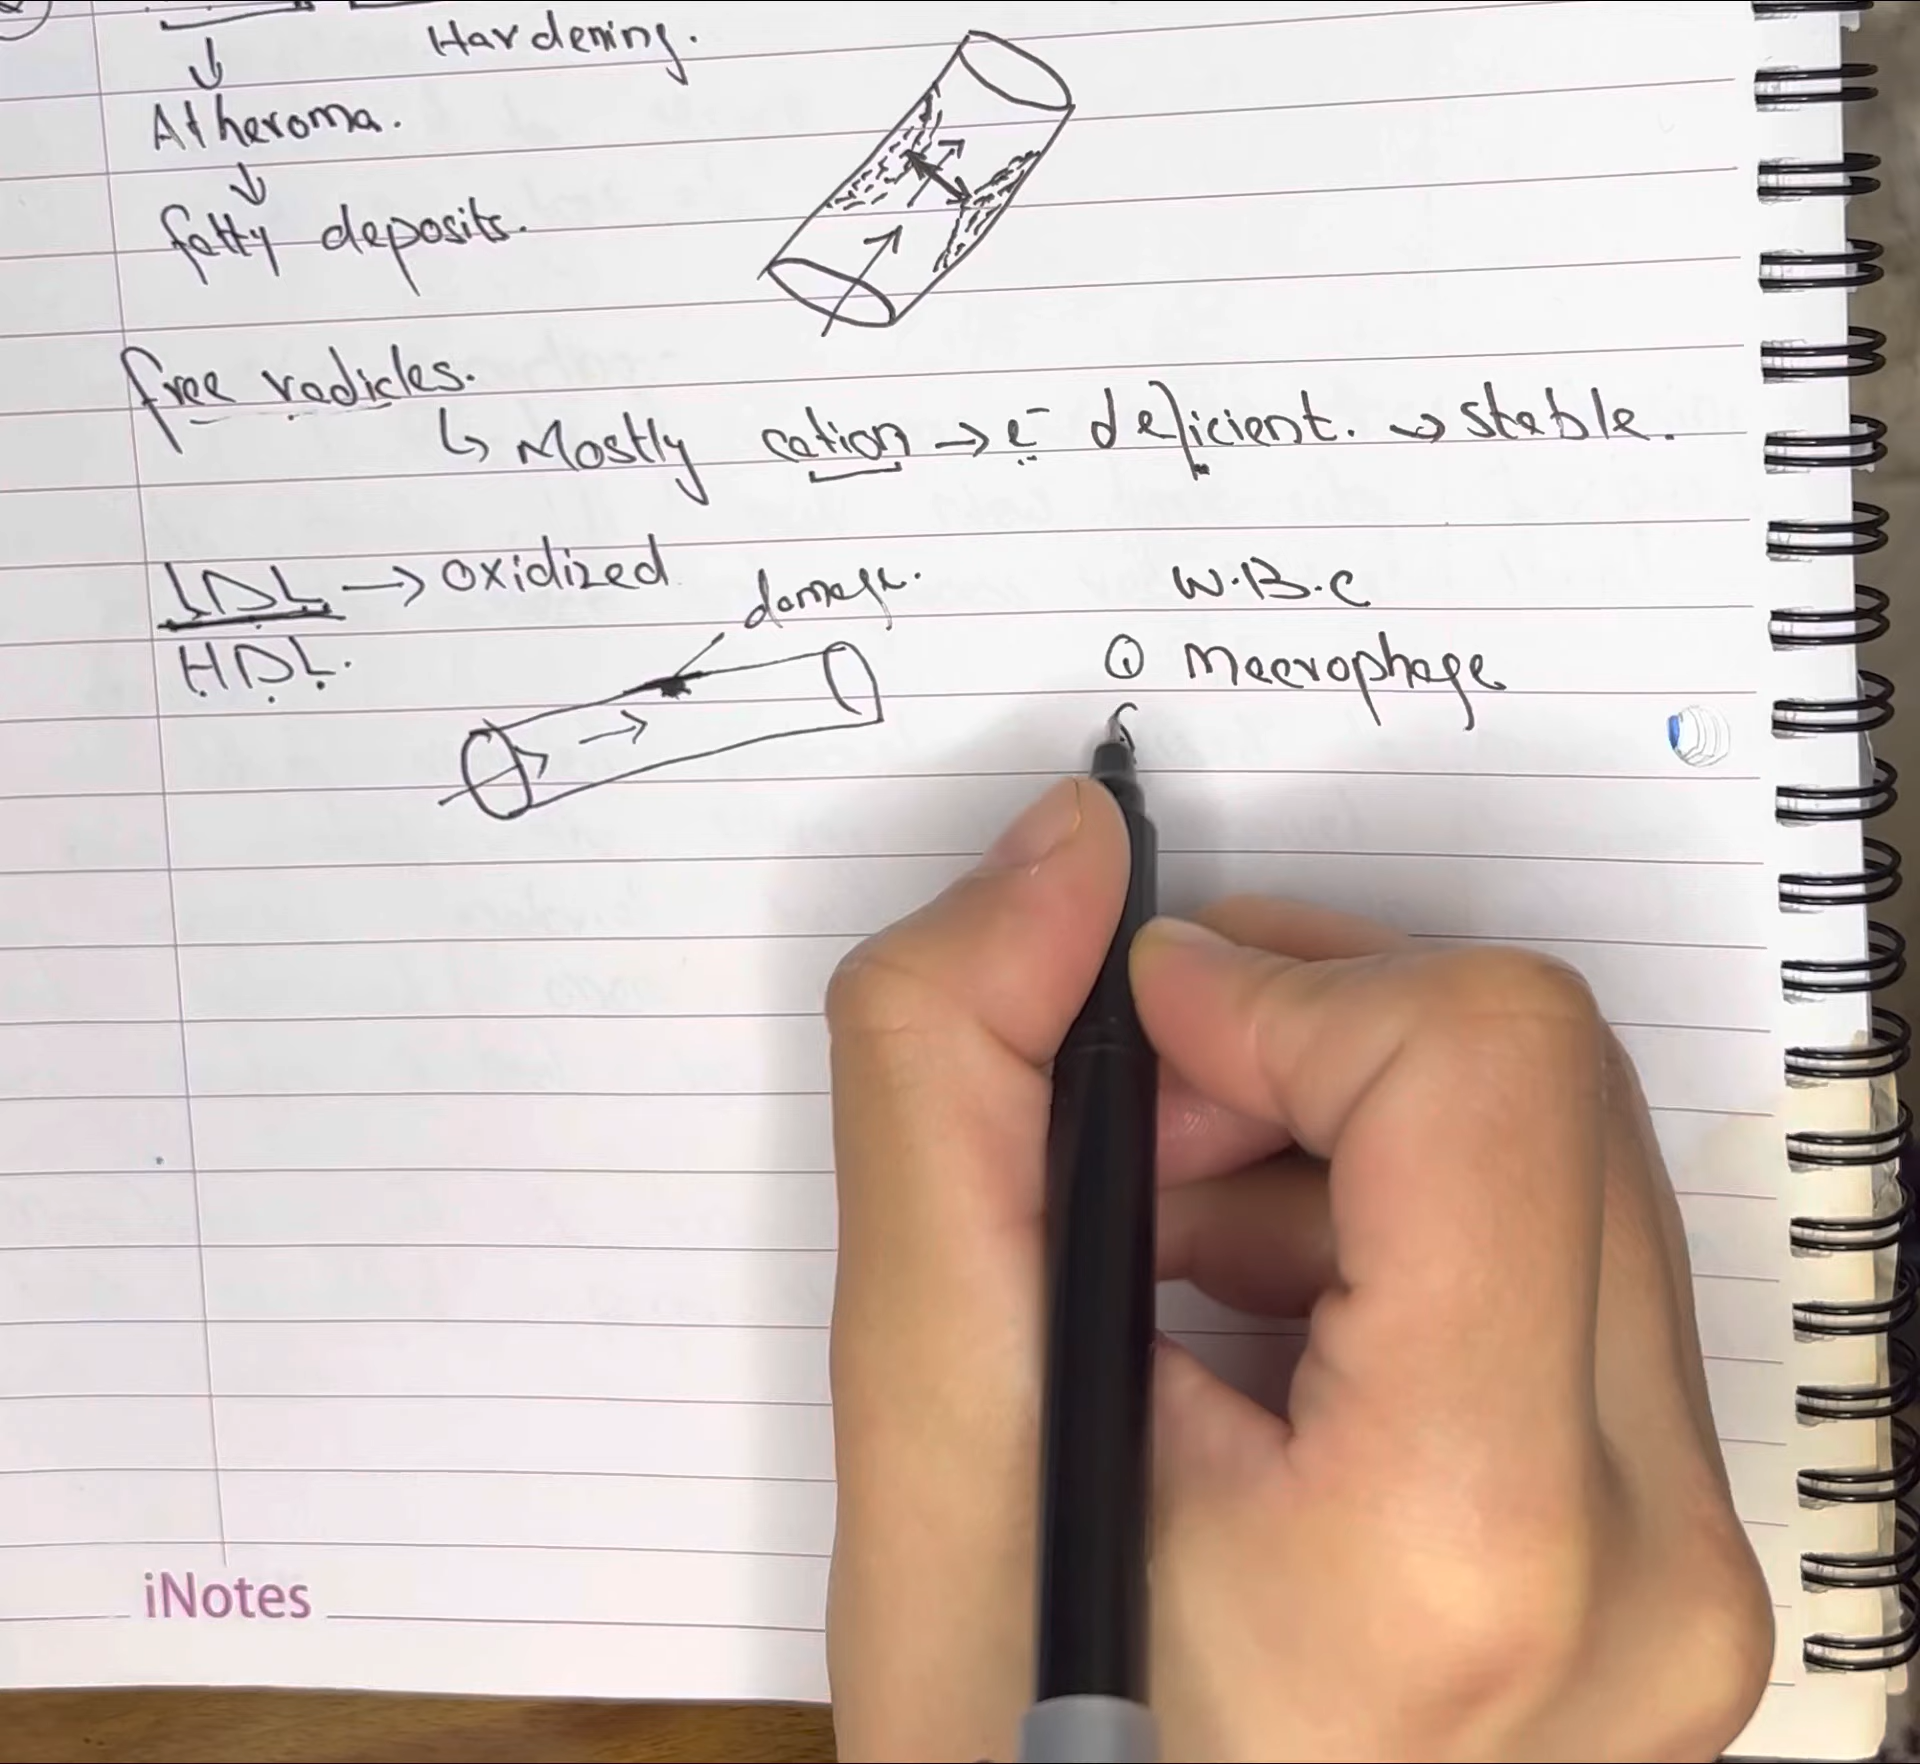 Hardening.
↓
Atheroma.
↓
fatty deposits.
free radicles.
↳ Mostly cation → e⁻ deficient. → stable.
LDL → oxidized
damage.
W.B.C
HDL.
① Macrophage
iNotes